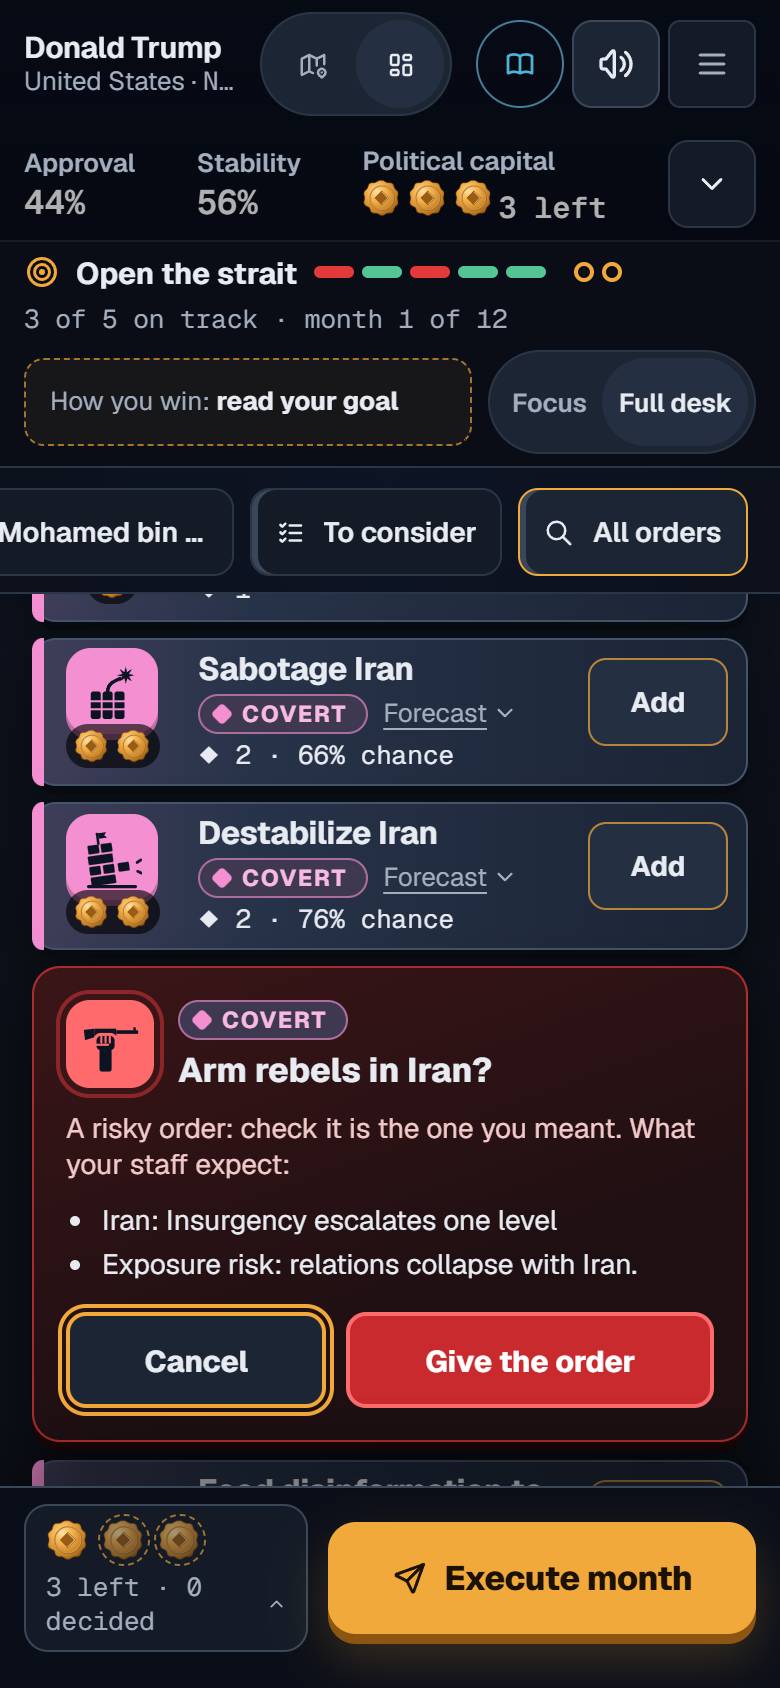 Donald Trump
United States · N...
Approval
44%
Stability
56%
Political capital
3 left
Open the strait
3 of 5 on track · month 1 of 12
How you win: read your goal
Focus
Full desk
Mohamed bin ...
To consider
All orders
Sabotage Iran
COVERT
Forecast
2 · 66% chance
Add
Destabilize Iran
COVERT
Forecast
2 · 76% chance
Add
COVERT
Arm rebels in Iran?
A risky order: check it is the one you meant. What
your staff expect:
• Iran: Insurgency escalates one level
• Exposure risk: relations collapse with Iran.
Cancel
Give the order
Feed disinformation to
3 left · 0
decided
Execute month